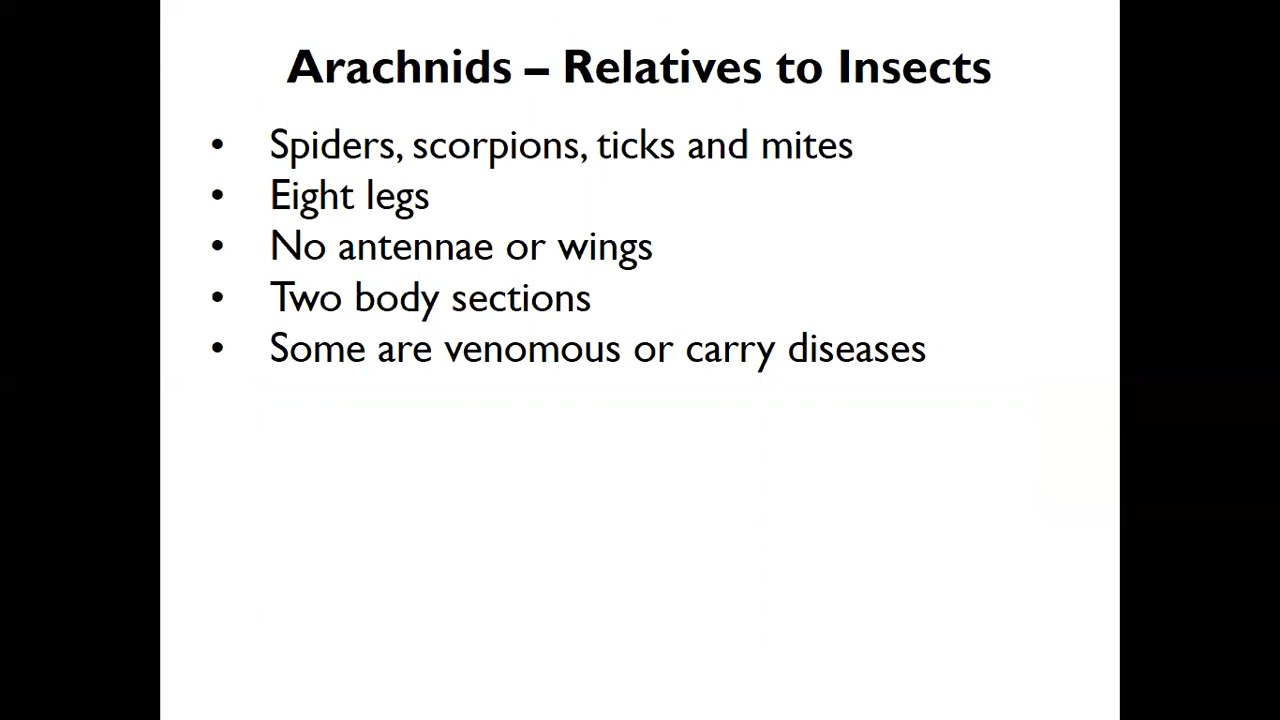 Arachnids – Relatives to Insects
• Spiders, scorpions, ticks and mites
• Eight legs
• No antennae or wings
• Two body sections
• Some are venomous or carry diseases